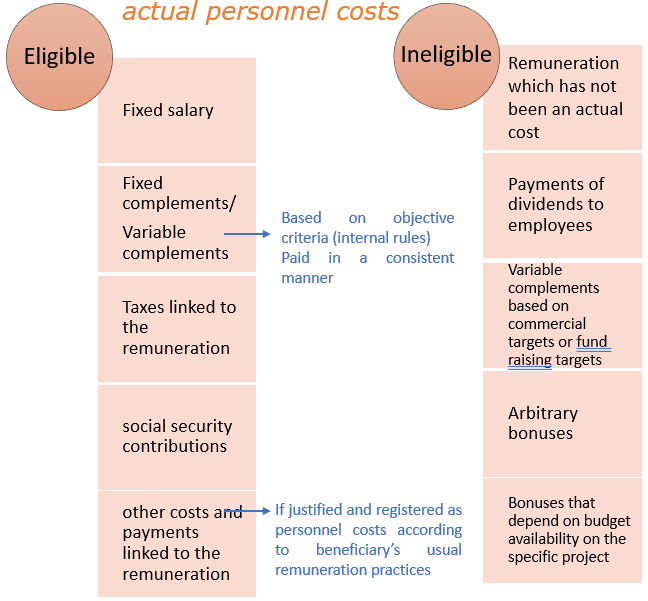 actual personnel costs
Eligible
Fixed salary
Fixed
complements/
Variable
complements
Based on objective
criteria (internal rules)
Paid in a consistent
manner
Taxes linked to
the
remuneration
social security
contributions
other costs and
payments
linked to the
remuneration
If justified and registered as
personnel costs according
to beneficiary’s usual
remuneration practices
Ineligible
Remuneration
which has not
been an actual
cost
Payments of
dividends to
employees
Variable
complements
based on
commercial
targets or fund
raising targets
Arbitrary
bonuses
Bonuses that
depend on budget
availability on the
specific project